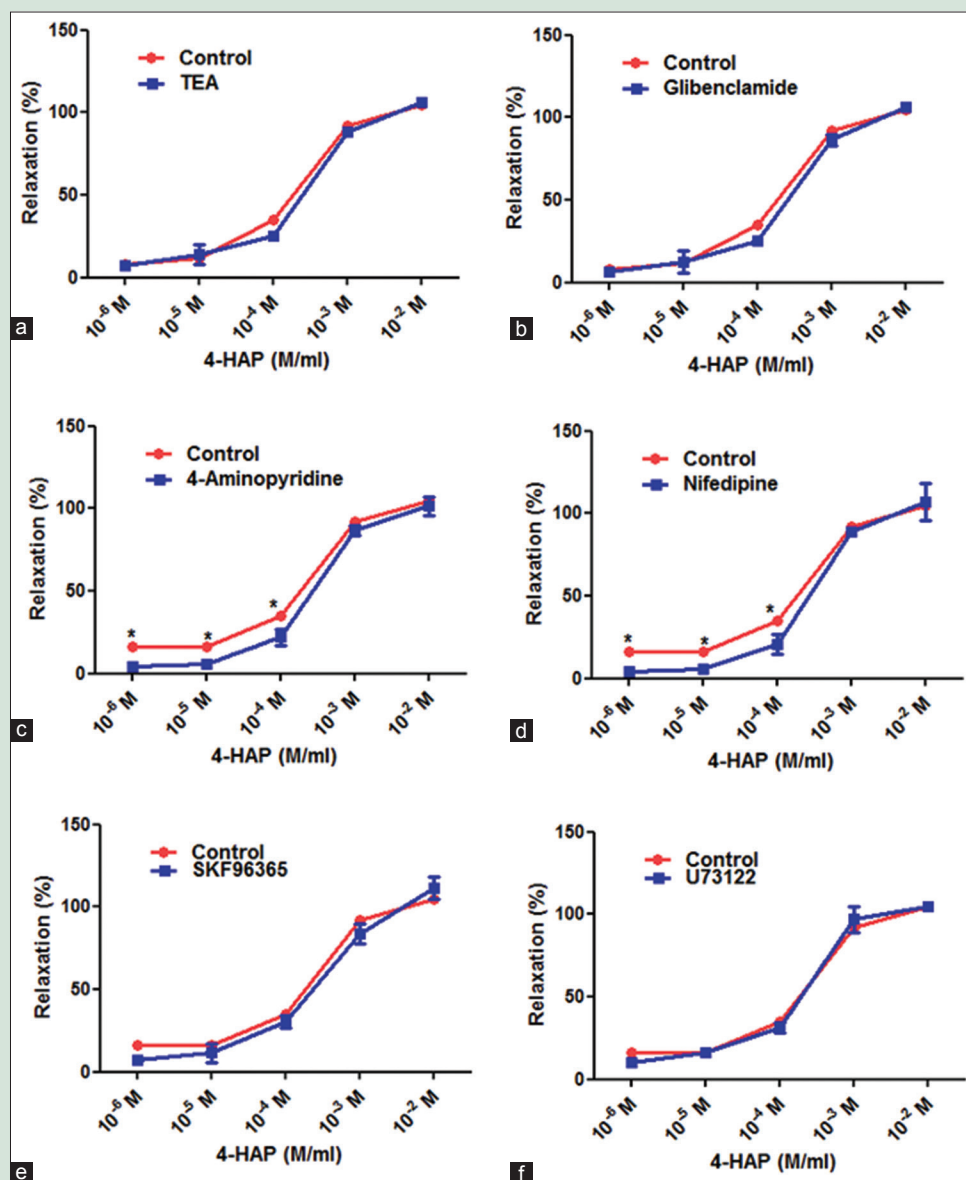 150
100
50
0
Relaxation (%)
Control
TEA
10⁻⁶ M
10⁻⁵ M
10⁻⁴ M
10⁻³ M
10⁻² M
4-HAP (M/ml)
a
150
100
50
0
Relaxation (%)
Control
Glibenclamide
10⁻⁶ M
10⁻⁵ M
10⁻⁴ M
10⁻³ M
10⁻² M
4-HAP (M/ml)
b
150
100
50
0
Relaxation (%)
Control
4-Aminopyridine
*
*
*
10⁻⁶ M
10⁻⁵ M
10⁻⁴ M
10⁻³ M
10⁻² M
4-HAP (M/ml)
c
150
100
50
0
Relaxation (%)
Control
Nifedipine
*
*
*
10⁻⁶ M
10⁻⁵ M
10⁻⁴ M
10⁻³ M
10⁻² M
4-HAP (M/ml)
d
150
100
50
0
Relaxation (%)
Control
SKF96365
10⁻⁶ M
10⁻⁵ M
10⁻⁴ M
10⁻³ M
10⁻² M
4-HAP (M/ml)
e
150
100
50
0
Relaxation (%)
Control
U73122
10⁻⁶ M
10⁻⁵ M
10⁻⁴ M
10⁻³ M
10⁻² M
4-HAP (M/ml)
f